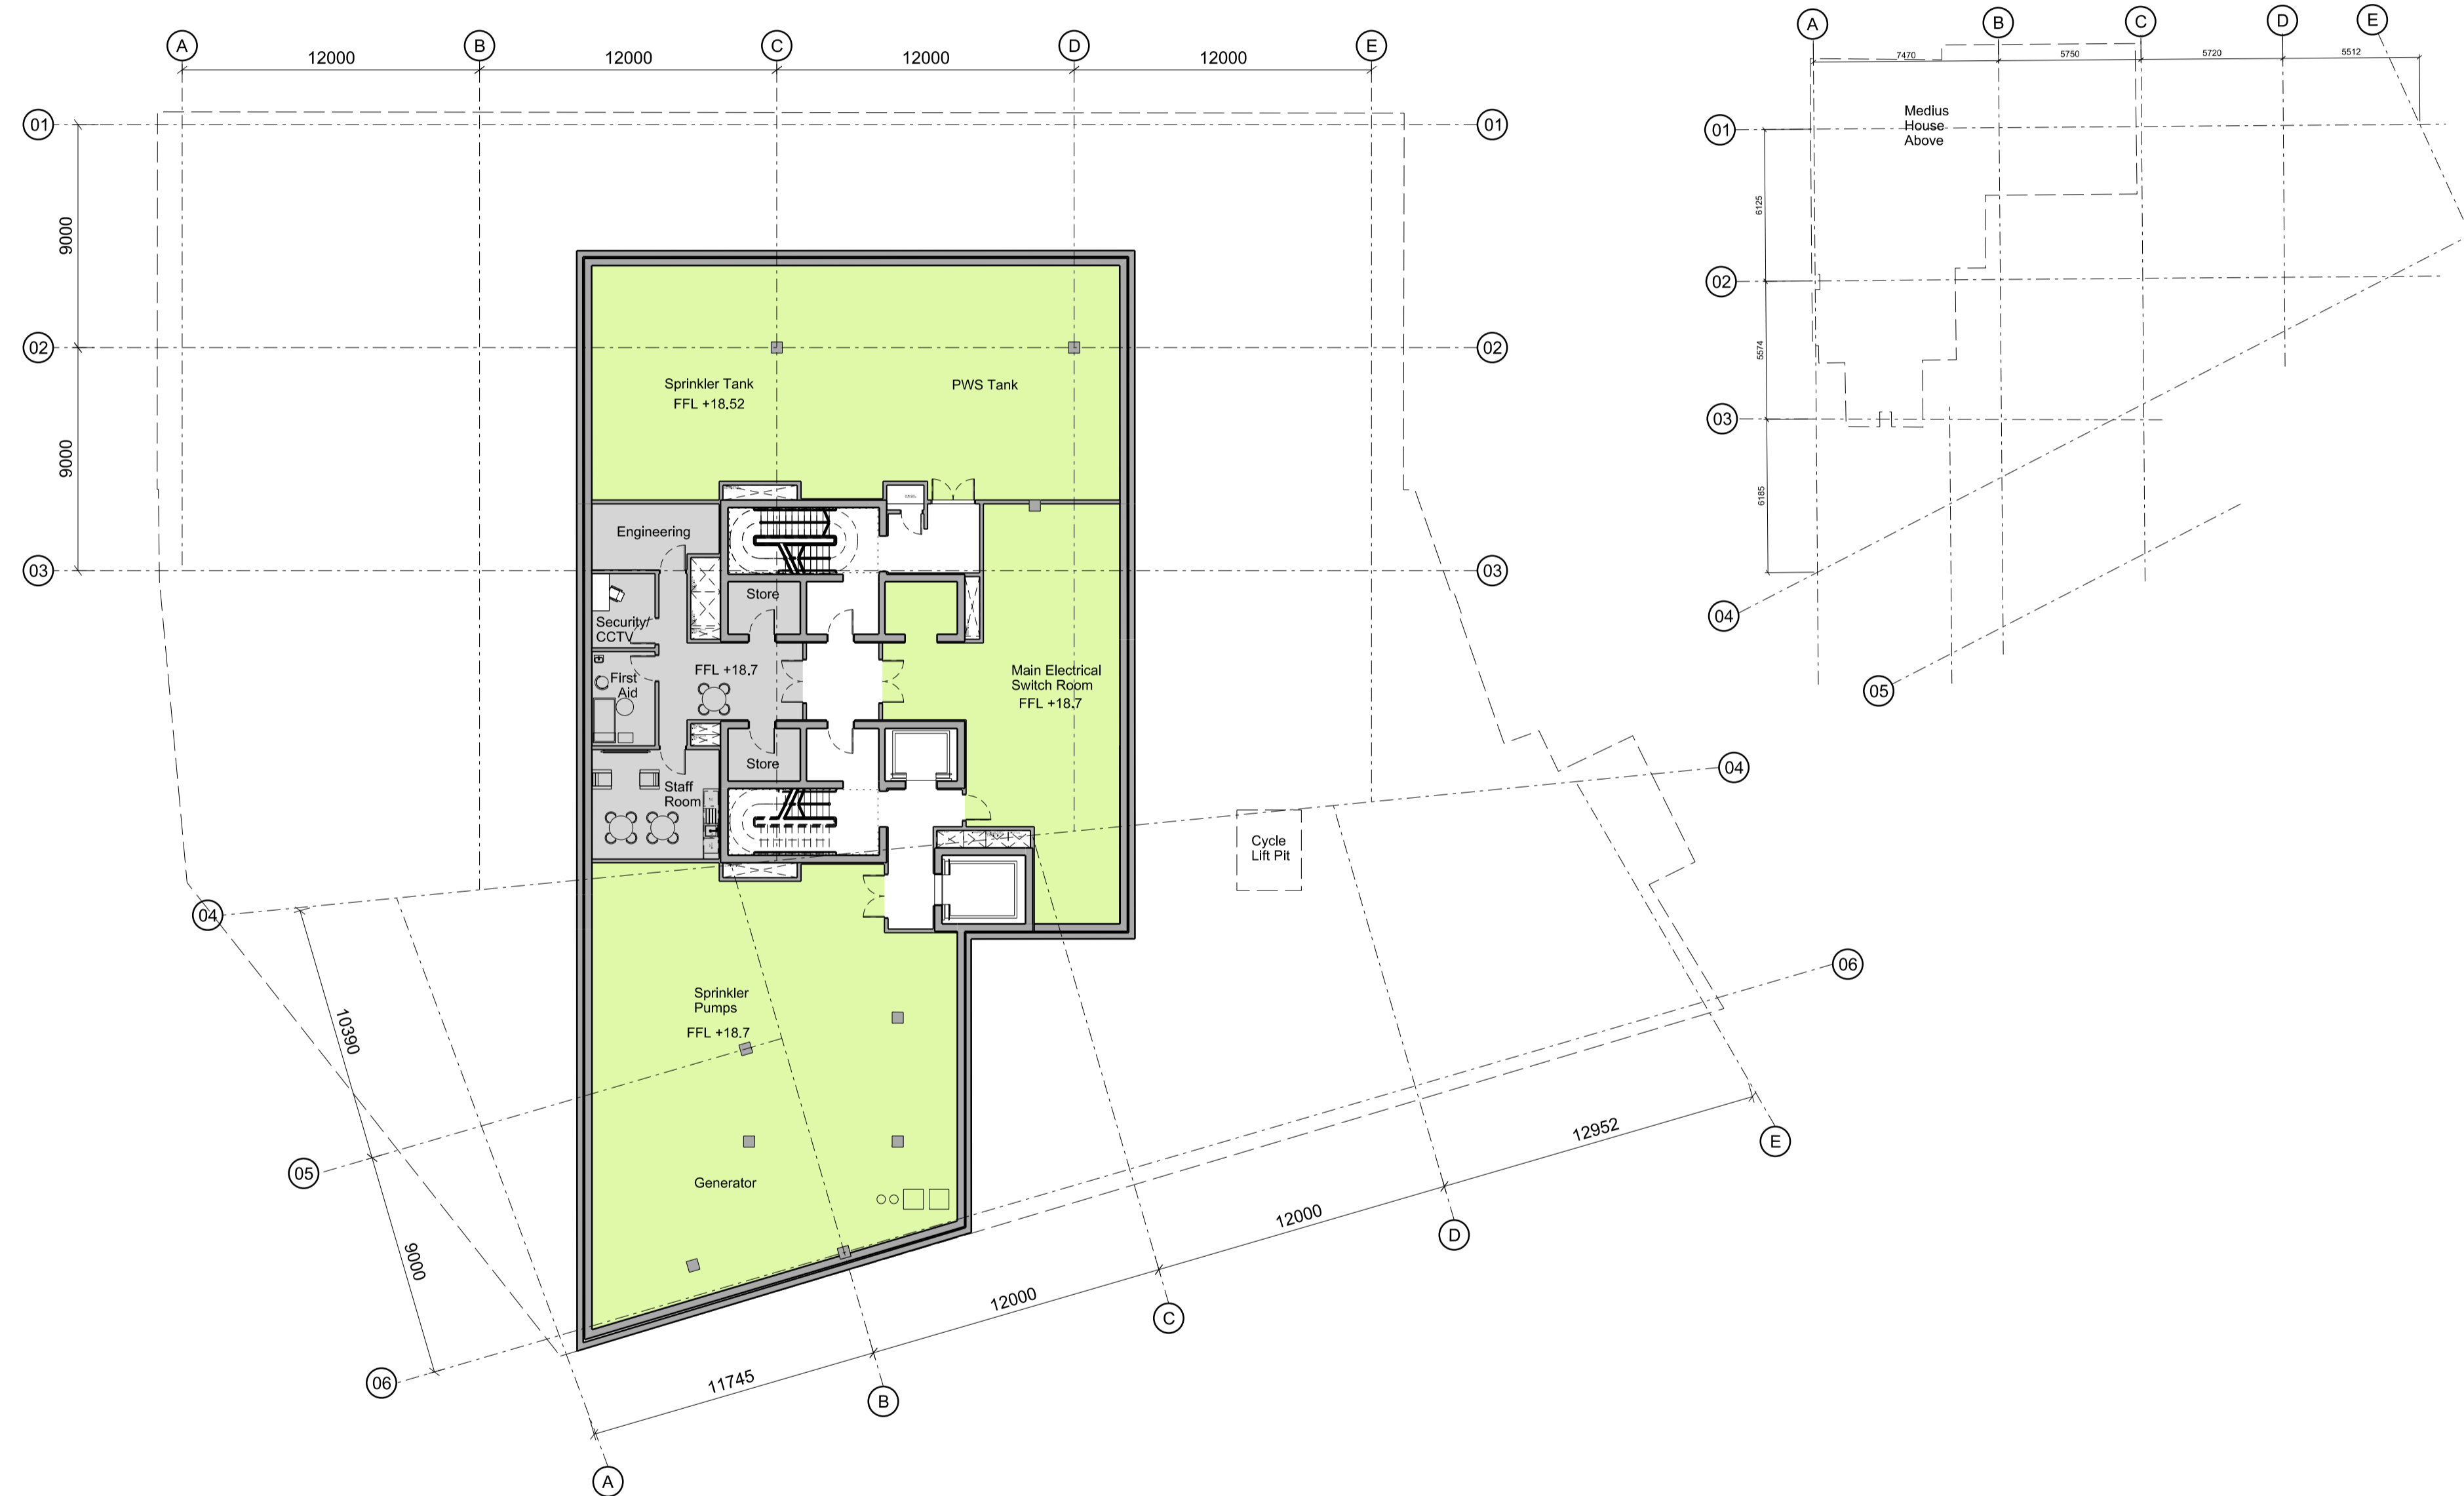 A
B
C
D
E
12000
12000
12000
12000
01
01
9000
02
02
9000
03
03
Sprinkler Tank
FFL +18.52
PWS Tank
Engineering
Store
Security/
CCTV
First
Aid
FFL +18.7
Main Electrical
Switch Room
FFL +18.7
Store
Staff
Room
Cycle
Lift Pit
04
04
Sprinkler
Pumps
FFL +18.7
10390
05
Generator
9000
06
06
11745
12000
12000
12952
A
B
C
D
E
A
B
C
D
E
7470
5750
5720
5512
Medius
House
Above
01
6125
02
5574
03
6185
04
05